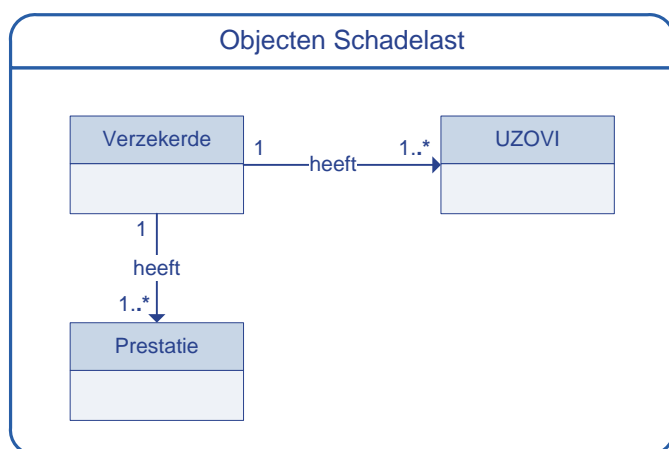 Objecten Schadelast
Verzekerde
UZOVI
1
1..*
heeft
1
heeft
1..*
Prestatie